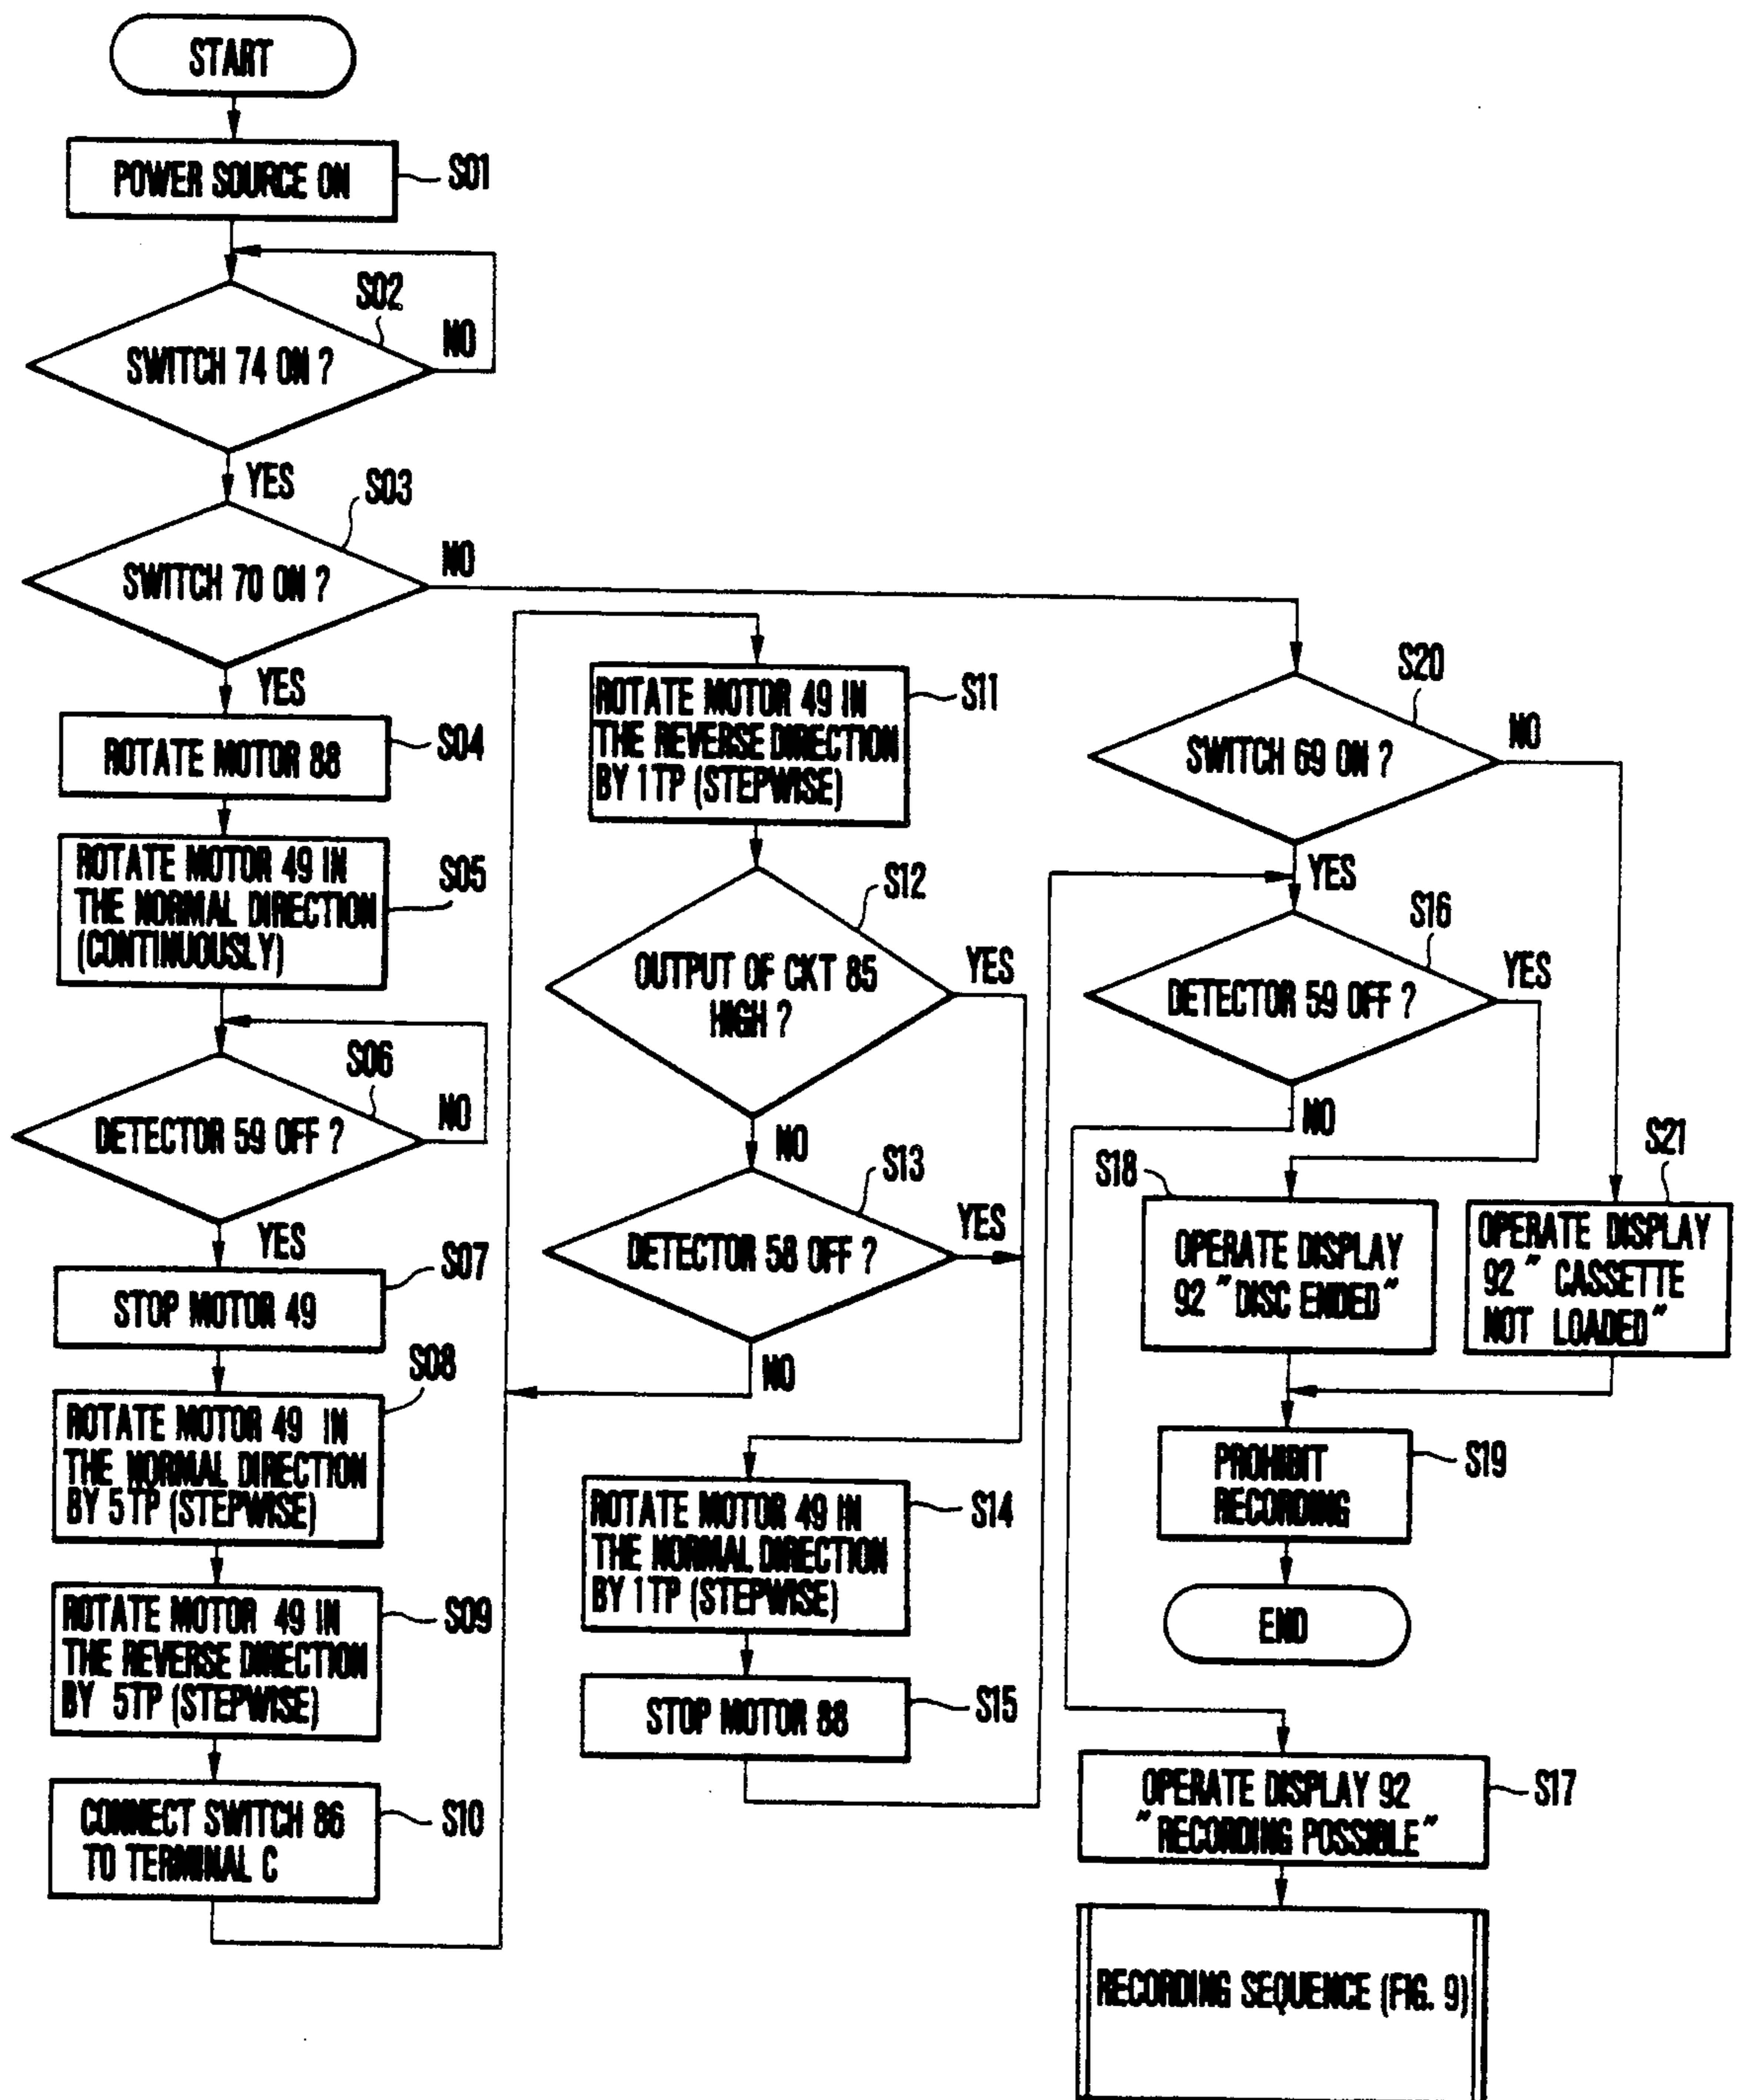 START
POWER SOURCE ON
S01
S02
SWITCH 74 ON ?
NO
YES
S03
SWITCH 70 ON ?
NO
YES
ROTATE MOTOR 88
S04
ROTATE MOTOR 49 IN
THE NORMAL DIRECTION
(CONTINUOUSLY)
S05
S06
DETECTOR 59 OFF ?
NO
YES
STOP MOTOR 49
S07
S08
ROTATE MOTOR 49 IN
THE NORMAL DIRECTION
BY 5TP (STEPWISE)
ROTATE MOTOR 49 IN
THE REVERSE DIRECTION
BY 5TP (STEPWISE)
S09
CONNECT SWITCH 86
TO TERMINAL C
S10
ROTATE MOTOR 49 IN
THE REVERSE DIRECTION
BY 1TP (STEPWISE)
S11
S12
OUTPUT OF CKT 85
HIGH ?
YES
NO
S13
DETECTOR 58 OFF ?
YES
NO
ROTATE MOTOR 49 IN
THE NORMAL DIRECTION
BY 1TP (STEPWISE)
S14
STOP MOTOR 88
S15
S20
SWITCH 69 ON ?
NO
YES
S16
DETECTOR 59 OFF ?
YES
NO
S18
OPERATE DISPLAY
92 "DISC ENDED"
S21
OPERATE DISPLAY
92 " CASSETTE
NOT LOADED"
PROHIBIT
RECORDING
S19
END
OPERATE DISPLAY 92
"RECORDING POSSIBLE"
S17
RECORDING SEQUENCE (FIG. 9)